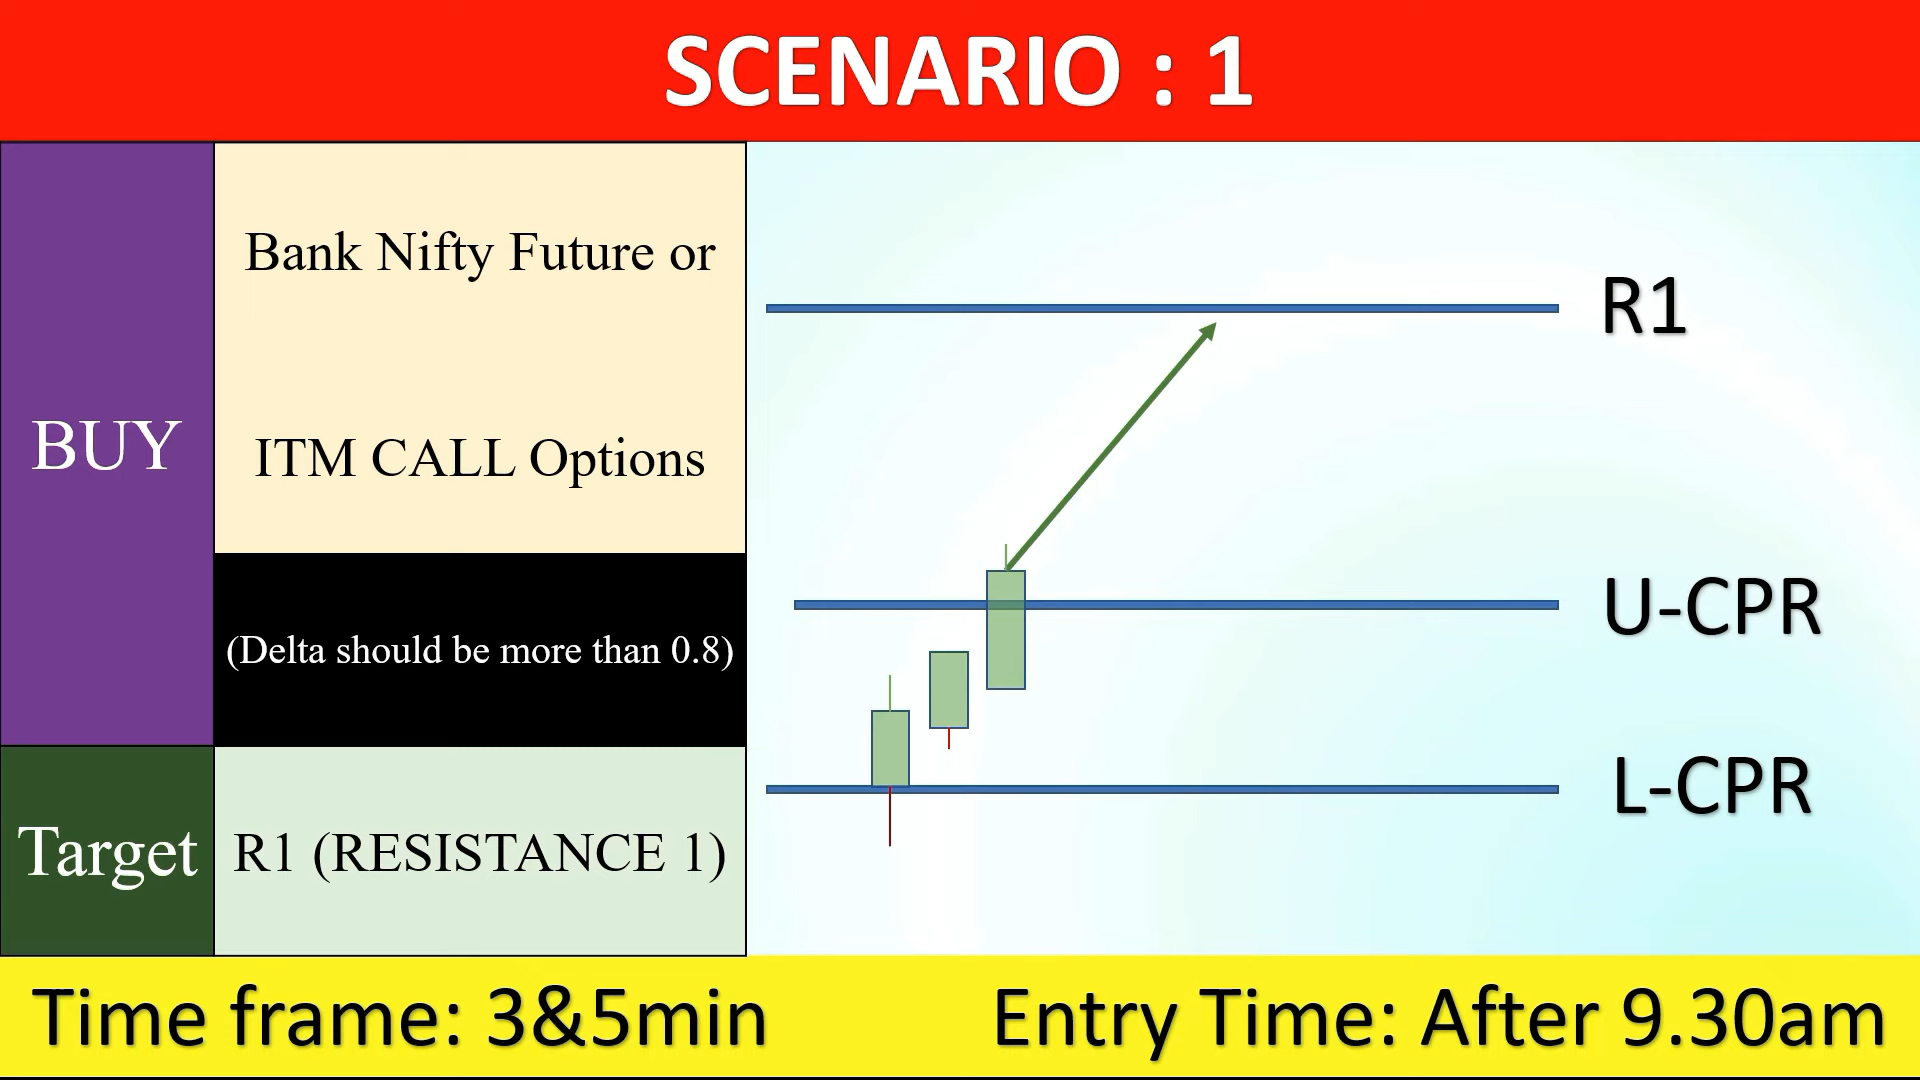 SCENARIO : 1
BUY
Bank Nifty Future or
ITM CALL Options
(Delta should be more than 0.8)
Target
R1 (RESISTANCE 1)
R1
U-CPR
L-CPR
Time frame: 3&5min
Entry Time: After 9.30am